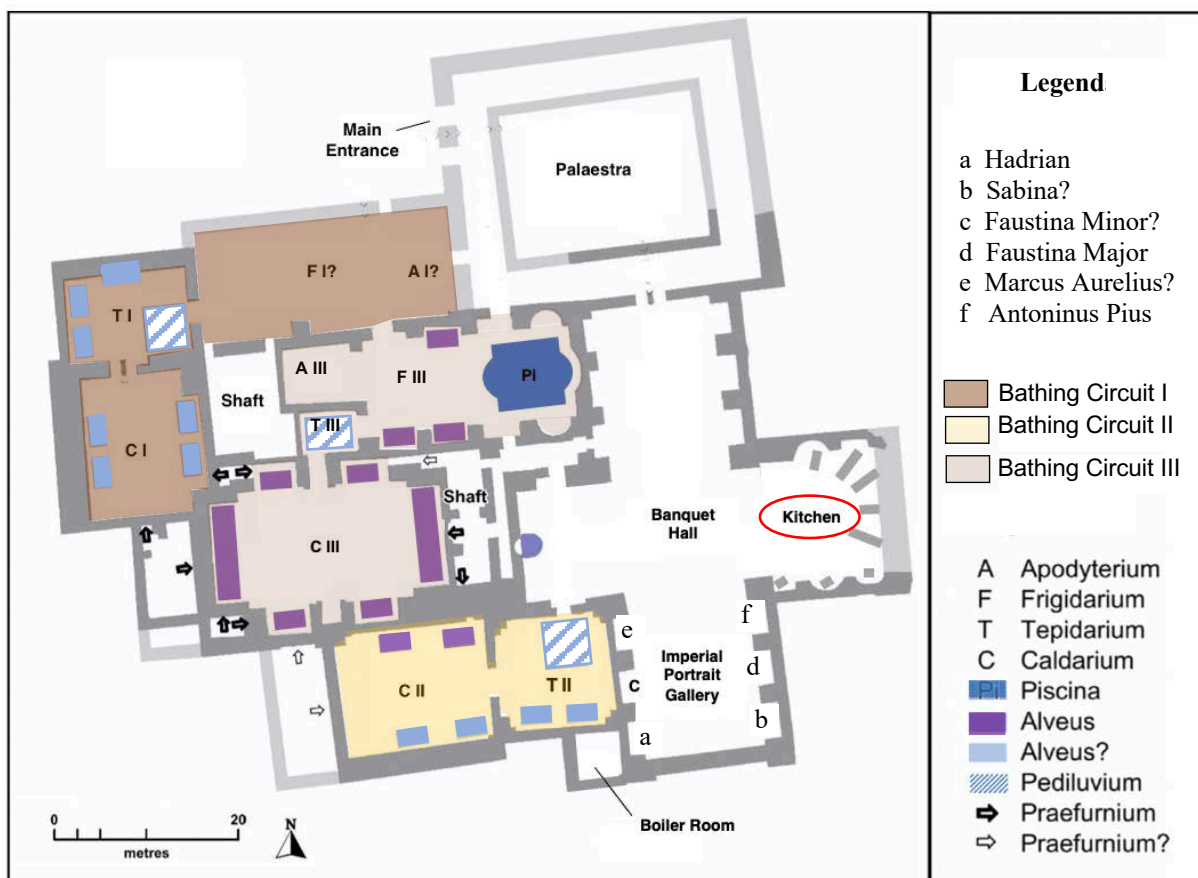 Main
Entrance
Palaestra
F I?
A I?
T I
A III
F III
Pi
Shaft
T III
C I
Shaft
C III
Banquet
Hall
Kitchen
C II
T II
e
f
Imperial
Portrait
Gallery
c
d
a
b
Boiler Room
0
20
metres
N
Legend
a Hadrian
b Sabina?
c Faustina Minor?
d Faustina Major
e Marcus Aurelius?
f Antoninus Pius
Bathing Circuit I
Bathing Circuit II
Bathing Circuit III
A Apodyterium
F Frigidarium
T Tepidarium
C Caldarium
Pi Piscina
Alveus
Alveus?
Pediluvium
Praefurnium
Praefurnium?